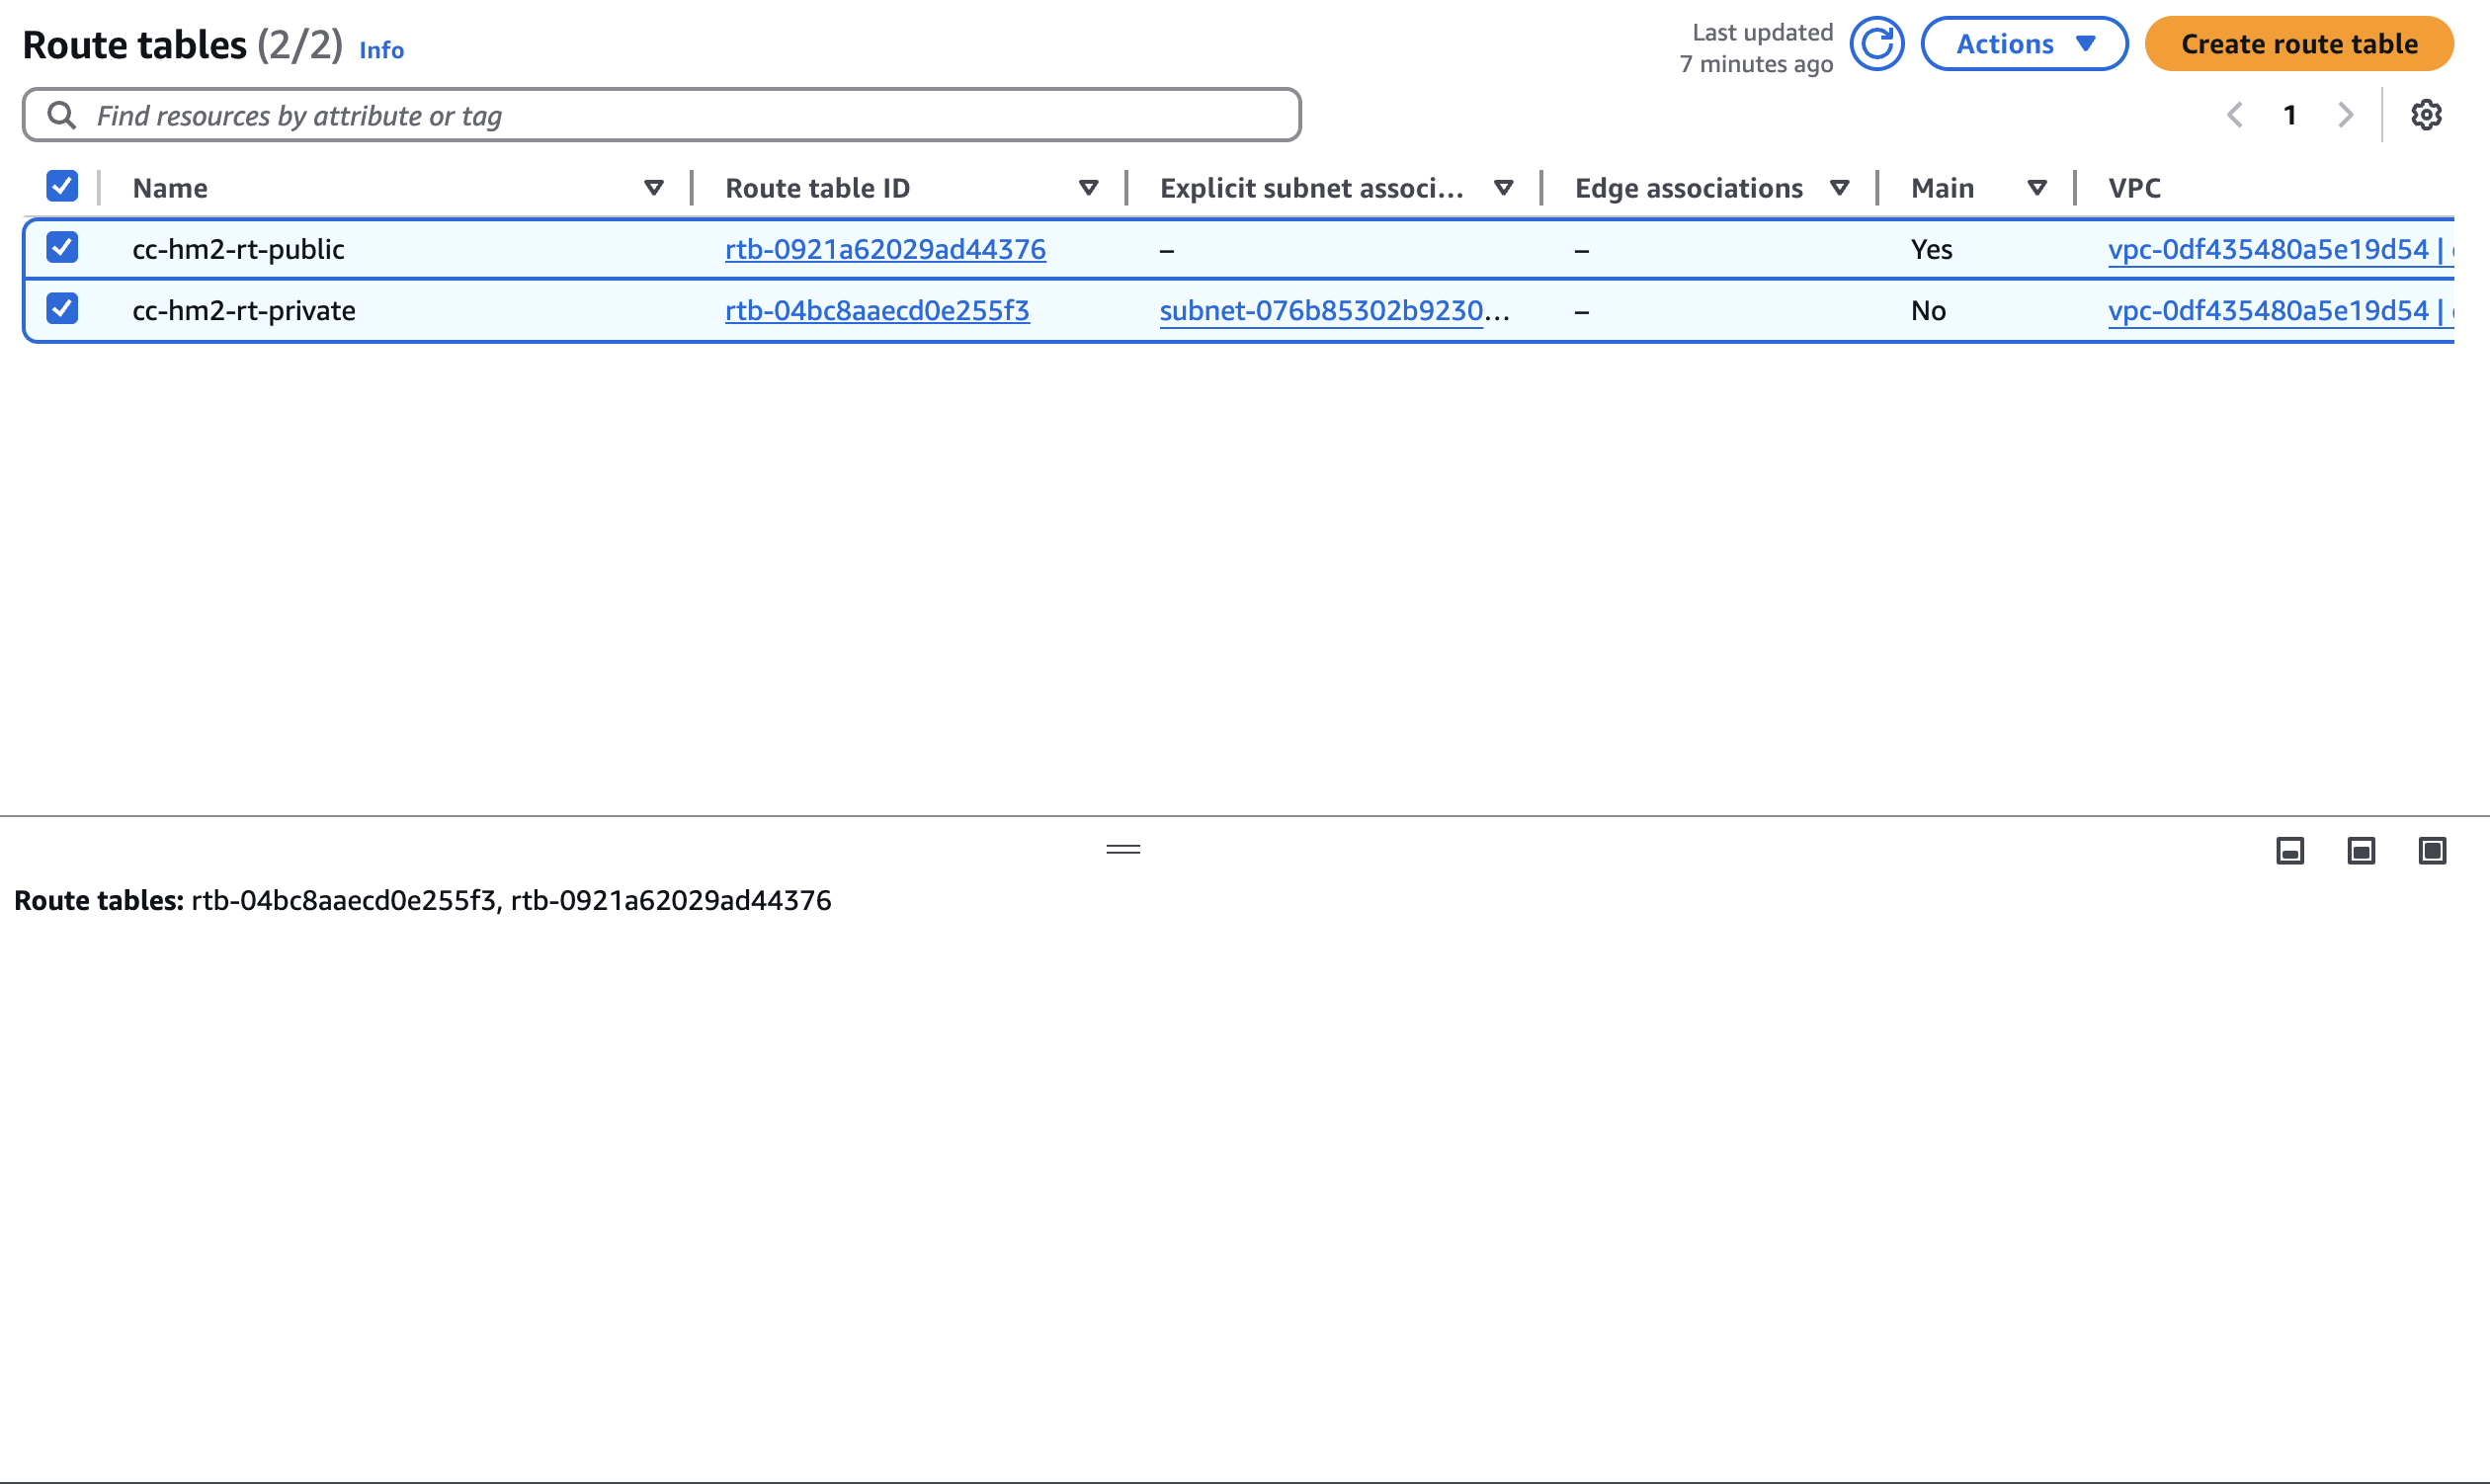 Route tables (2/2) Info
Last updated
7 minutes ago
Actions
Create route table
Find resources by attribute or tag
1
Name Route table ID Explicit subnet associ... Edge associations Main VPC
cc-hm2-rt-public rtb-0921a62029ad44376 – – Yes vpc-0df435480a5e19d54 |
cc-hm2-rt-private rtb-04bc8aaecd0e255f3 subnet-076b85302b9230... – No vpc-0df435480a5e19d54 |
Route tables: rtb-04bc8aaecd0e255f3, rtb-0921a62029ad44376